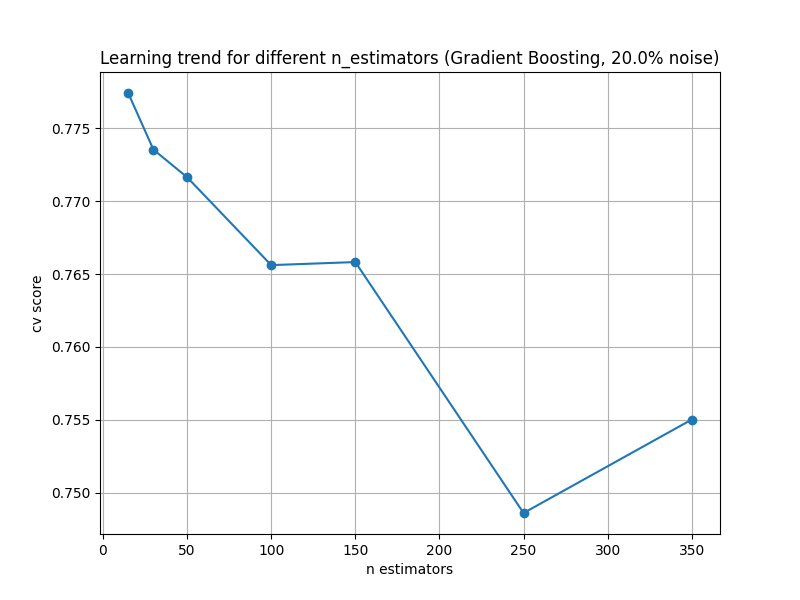 Learning trend for different n_estimators (Gradient Boosting, 20.0% noise)
0.775
0.770
0.765
0.760
0.755
0.750
cv score
0 50 100 150 200 250 300 350
n estimators